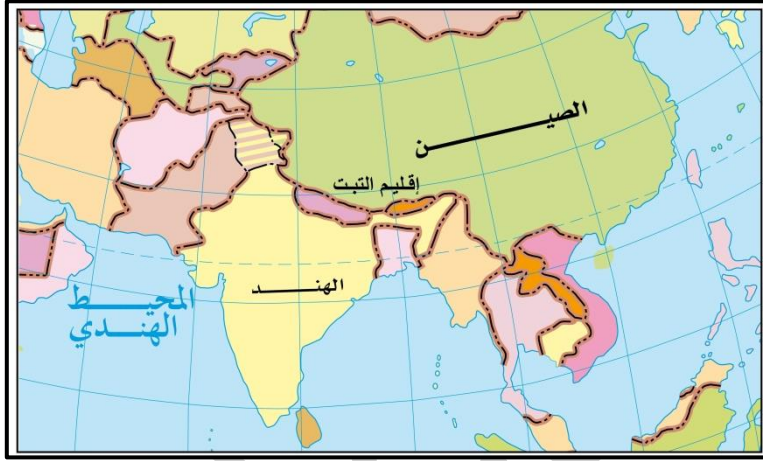 الصين
إقليم التبت
الهند
المحيط
الهندي